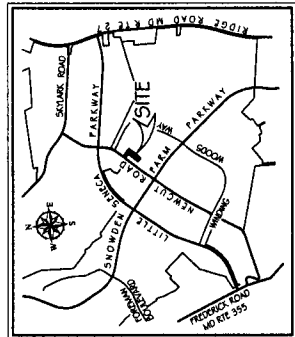 RIDGE ROAD MD RTE 27
SKYLARK ROAD
PARKWAY
SITE
WAY
PARKWAY
ROAD
FARM
WOODS
SENECA
NEWCUT
SNOWDEN
LITTLE
WINDING
FOREMAN
BOULEVARD
FREDERICK ROAD
MD RTE 355
N
E
S
W